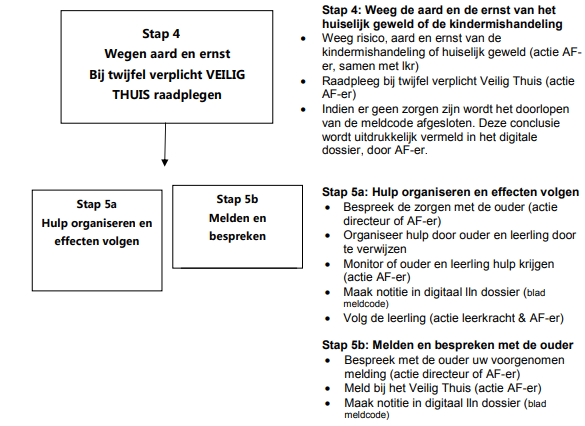 Stap 4
Wegen aard en ernst
Bij twijfel verplicht VEILIG
THUIS raadplegen
Stap 5a
Hulp organiseren en
effecten volgen
Stap 5b
Melden en
bespreken
Stap 4: Weeg de aard en de ernst van het
huiselijk geweld of de kindermishandeling
• Weeg risico, aard en ernst van de
kindermishandeling of huiselijk geweld (actie AF-
er, samen met lkr)
• Raadpleeg bij twijfel verplicht Veilig Thuis (actie
AF-er)
• Indien er geen zorgen zijn wordt het doorlopen
van de meldcode afgesloten. Deze conclusie
wordt uitdrukkelijk vermeld in het digitale
dossier, door AF-er.
Stap 5a: Hulp organiseren en effecten volgen
• Bespreek de zorgen met de ouder (actie
directeur of AF-er)
• Organiseer hulp door ouder en leerling door
te verwijzen
• Monitor of ouder en leerling hulp krijgen
(actie AF-er)
• Maak notitie in digitaal lln dossier (blad
meldcode)
• Volg de leerling (actie leerkracht & AF-er)
Stap 5b: Melden en bespreken met de ouder
• Bespreek met de ouder uw voorgenomen
melding (actie directeur of AF-er)
• Meld bij het Veilig Thuis (actie AF-er)
• Maak notitie in digitaal lln dossier (blad
meldcode)